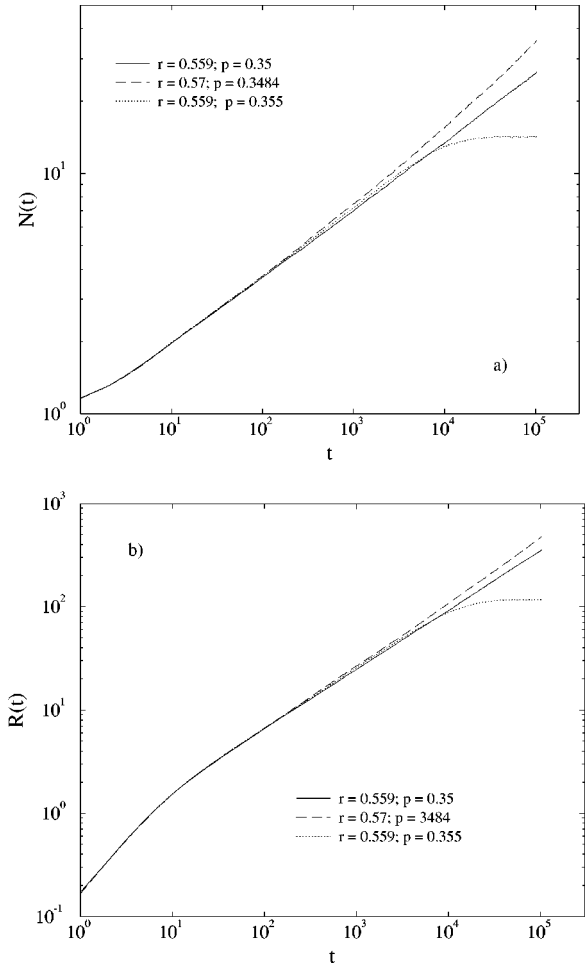 a)
r = 0.559; p = 0.35
r = 0.57; p = 0.3484
r = 0.559; p = 0.355
N(t)
10^1
10^0
a)
10^0 10^1 10^2 10^3 10^4 10^5
t
10^3
b)
10^2
R(t)
10^1
r = 0.559; p = 0.35
r = 0.57; p = 3484
r = 0.559; p = 0.355
10^0
10^-1
10^0 10^1 10^2 10^3 10^4 10^5
t